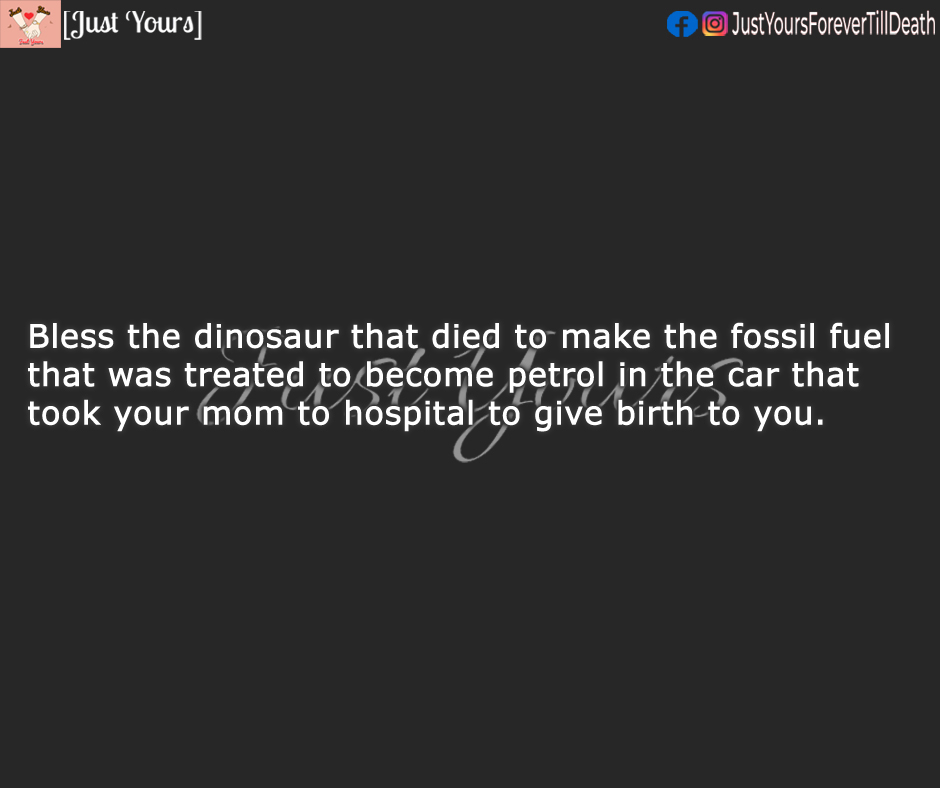 [Just Yours]
JustYoursForeverTillDeath
Bless the dinosaur that died to make the fossil fuel
that was treated to become petrol in the car that
took your mom to hospital to give birth to you.
Just Yours